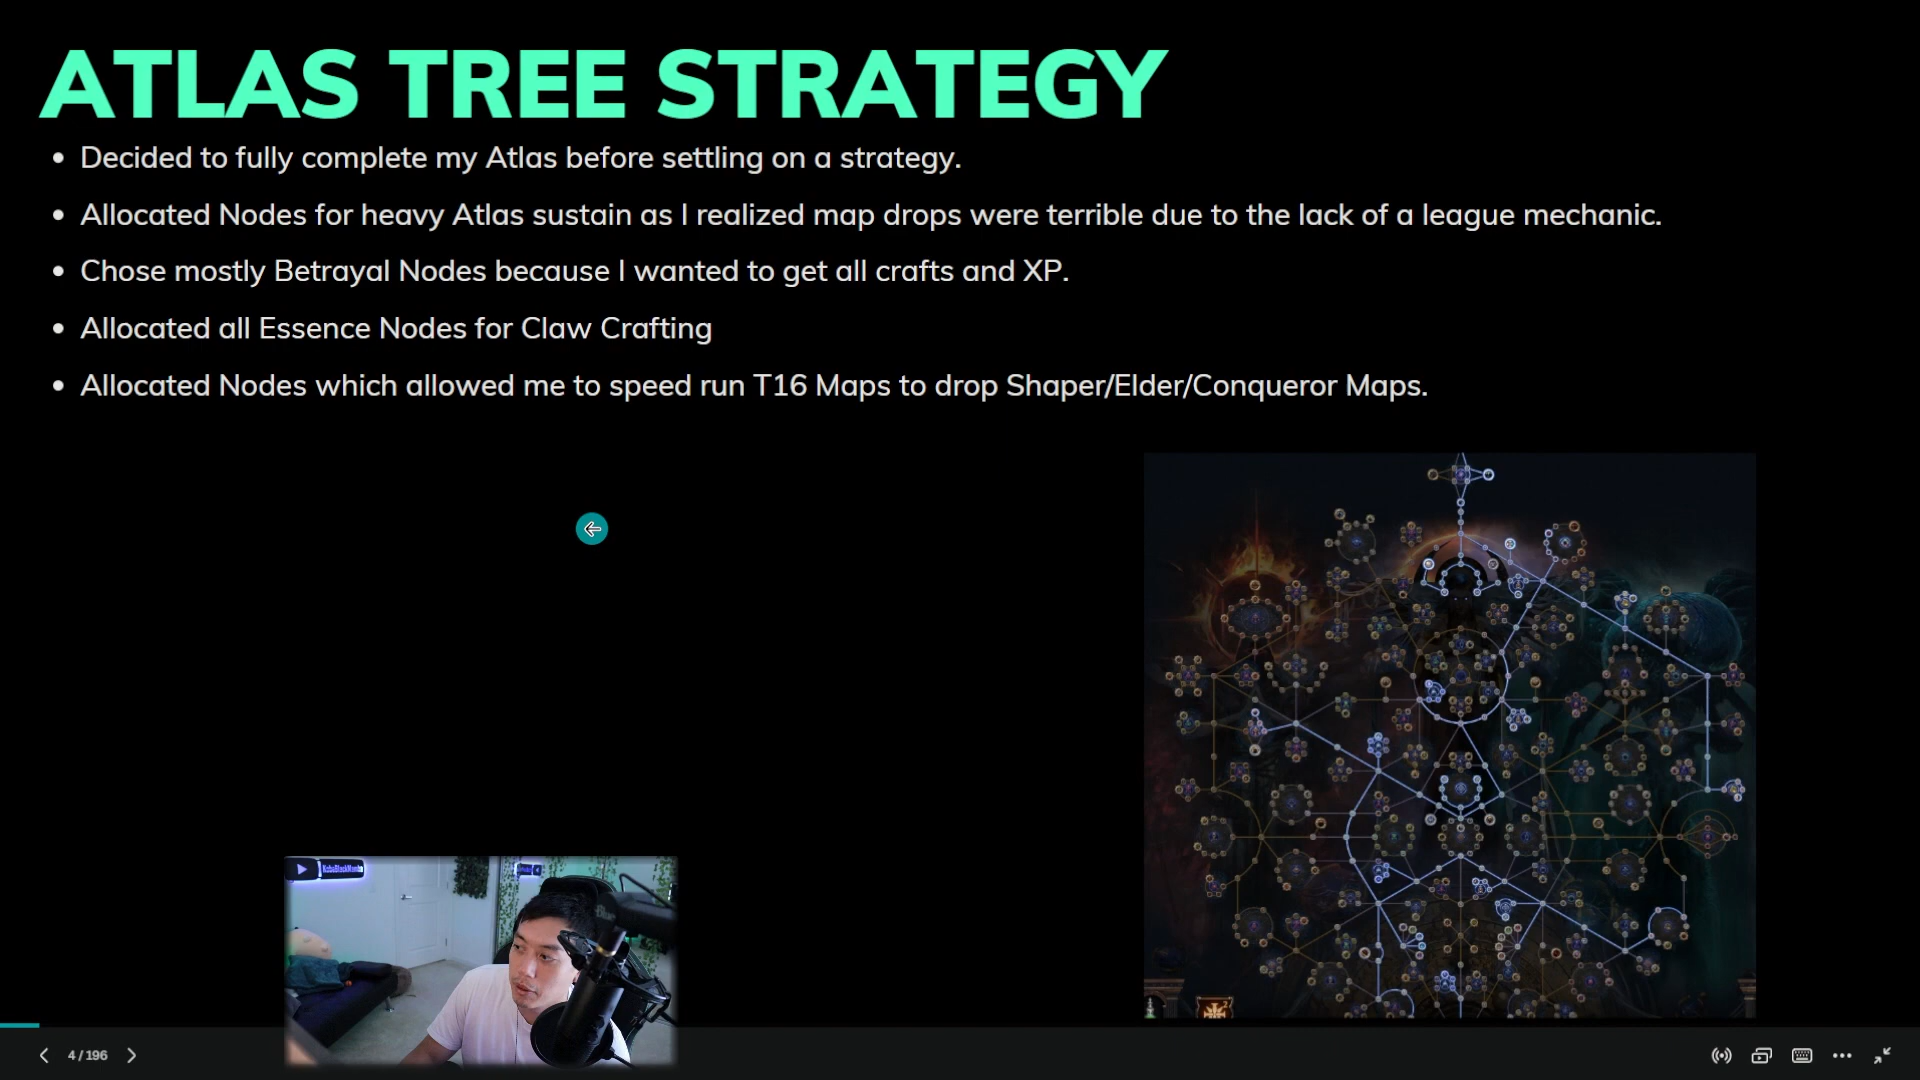 ATLAS TREE STRATEGY
• Decided to fully complete my Atlas before settling on a strategy.
• Allocated Nodes for heavy Atlas sustain as I realized map drops were terrible due to the lack of a league mechanic.
• Chose mostly Betrayal Nodes because I wanted to get all crafts and XP.
• Allocated all Essence Nodes for Claw Crafting
• Allocated Nodes which allowed me to speed run T16 Maps to drop Shaper/Elder/Conqueror Maps.
4 / 196